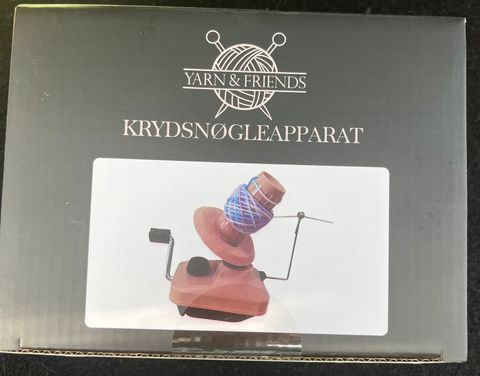 YARN & FRIENDS
KRYDSNØGLEAPPARAT